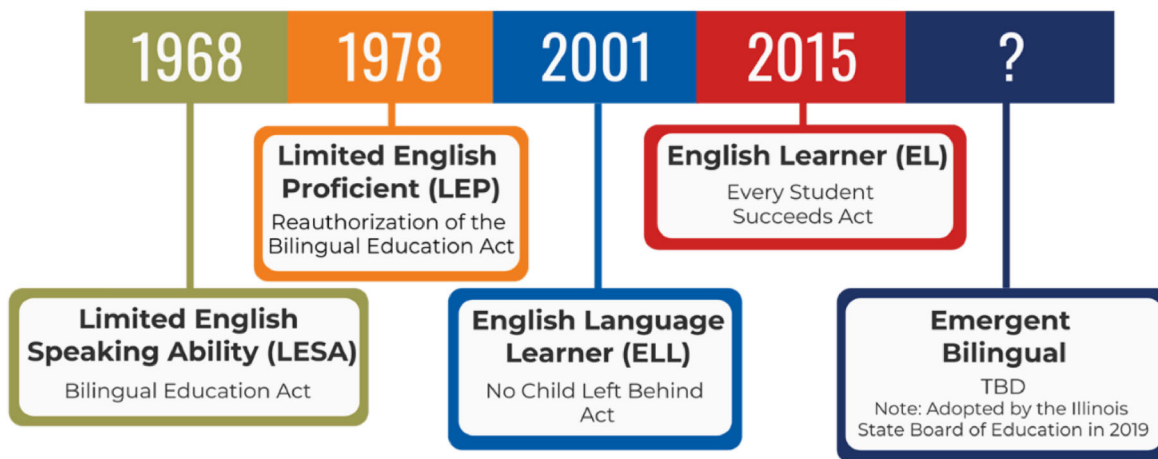 1968
1978
2001
2015
?
Limited English
Speaking Ability (LESA)
Bilingual Education Act
Limited English
Proficient (LEP)
Reauthorization of the
Bilingual Education Act
English Language
Learner (ELL)
No Child Left Behind
Act
English Learner (EL)
Every Student
Succeeds Act
Emergent
Bilingual
TBD
Note: Adopted by the Illinois
State Board of Education in 2019